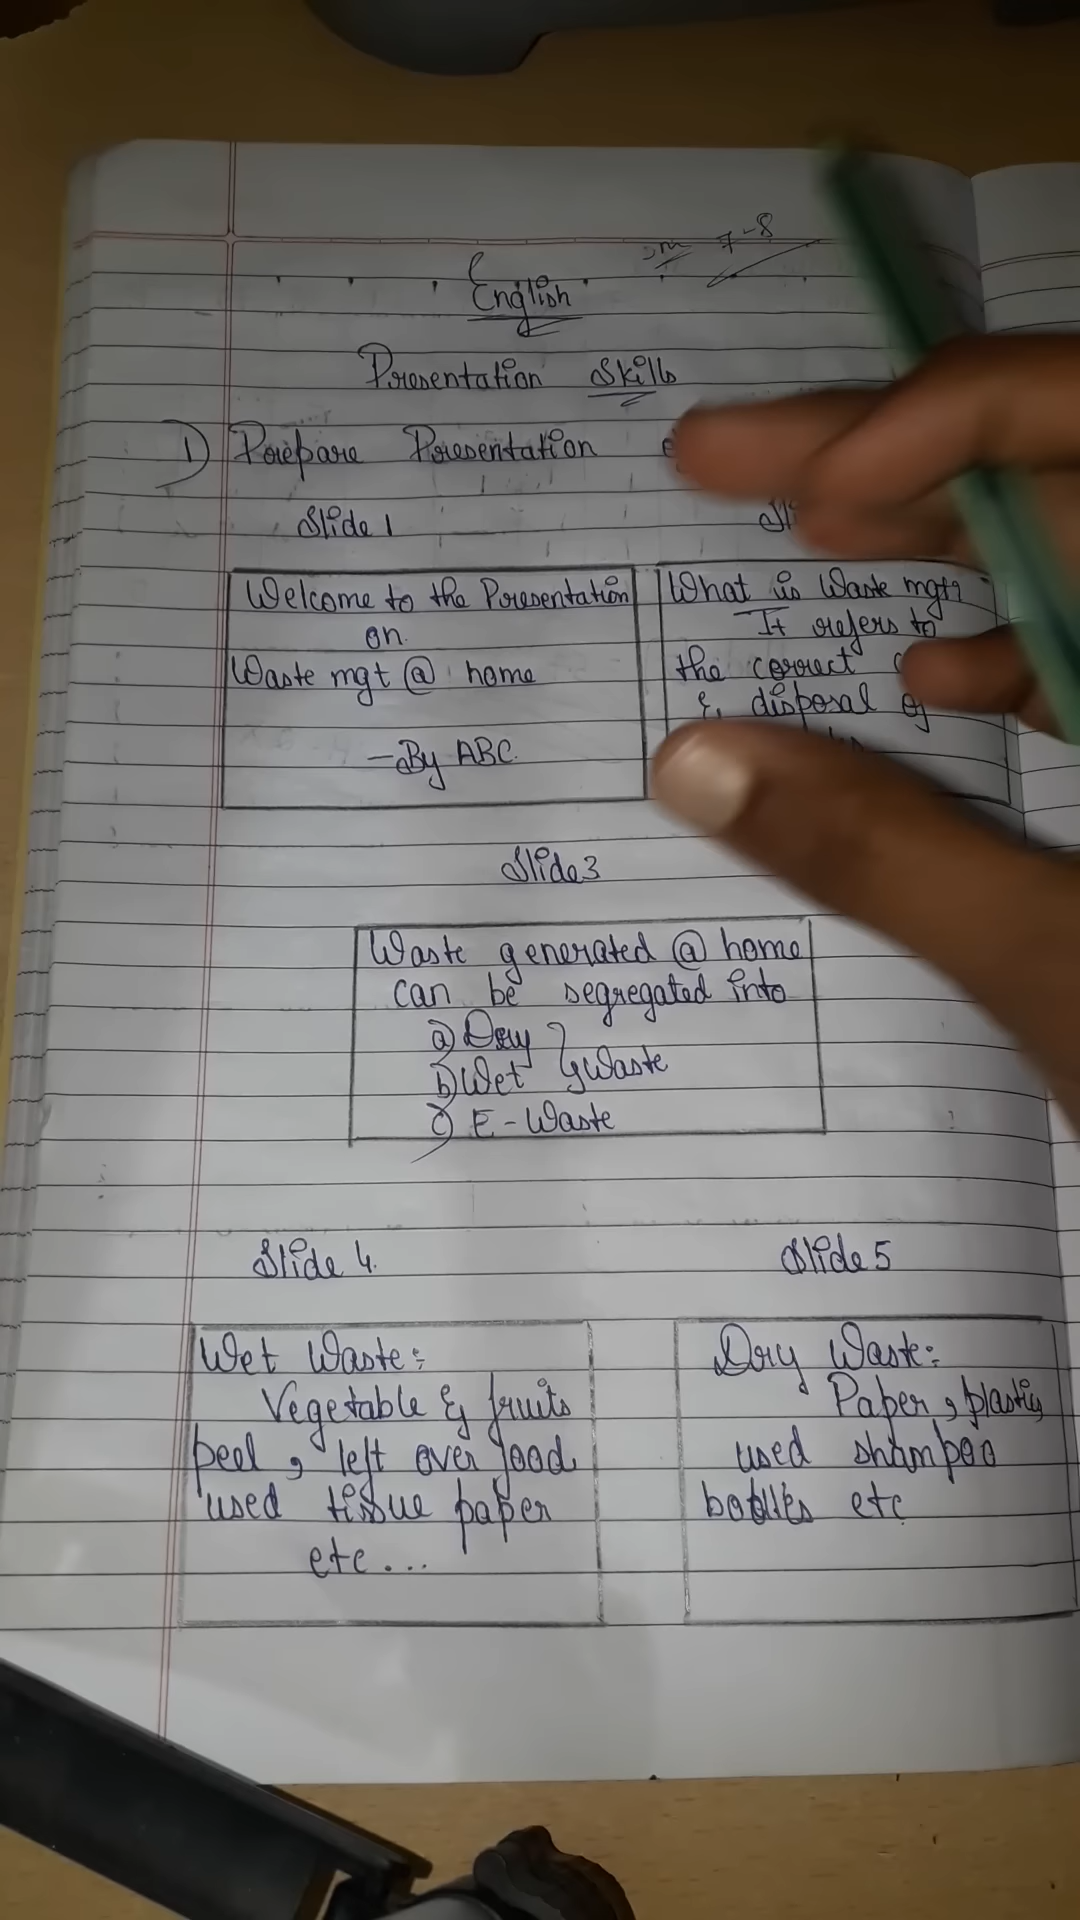 7-8
English
Presentation Skills
1) Prepare Presentation
Slide 1
Welcome to the Presentation
on
Waste mgt @ home
- By ABC.
What is Waste mgt?
It refers to
the correct
& disposal of
Slide 3
Waste generated @ home
can be segregated into
a) Dry
b) Wet } Waste
c) E - Waste
Slide 4.
Wet Waste :
Vegetable & fruits
peel, left over food
used tissue paper
etc ...
Slide 5
Dry Waste :
Paper, plastic,
used shampoo
bottles etc